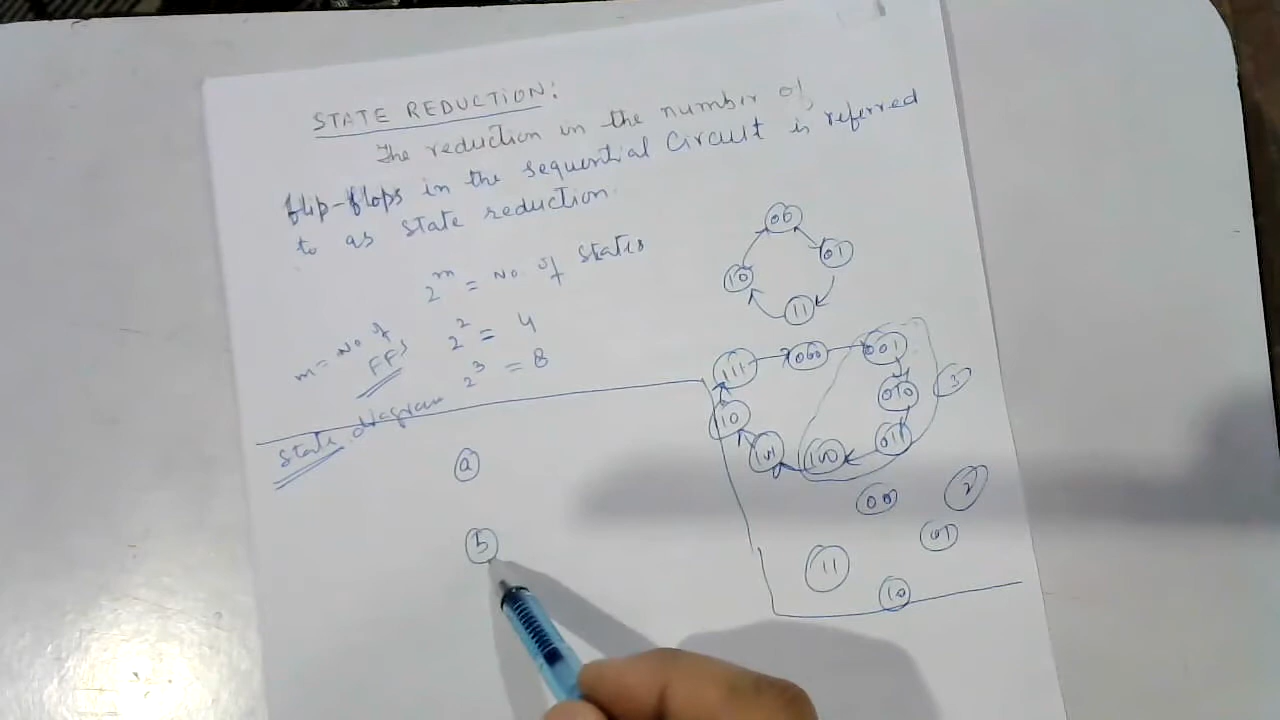 STATE REDUCTION:
The reduction in the number of
flip-flops in the sequential circuit is referred
to as state reduction.
2^m = No of states
m = No of FFs
2^2 = 4
2^3 = 8
State diagram
a
b
00
01
11
10
111
000
001
010
011
100
101
10
3
00
2
01
11
10